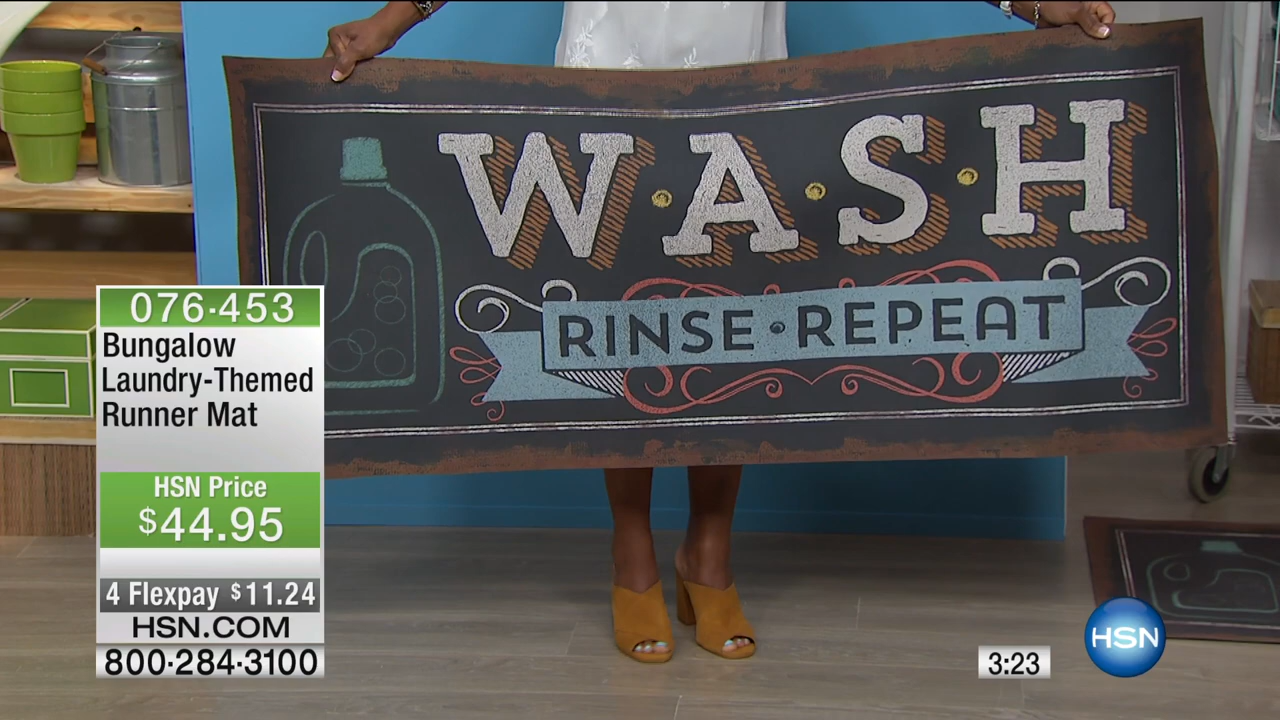 W·A·S·H
RINSE·REPEAT
076·453
Bungalow
Laundry-Themed
Runner Mat
HSN Price
$44.95
4 Flexpay $11.24
HSN.COM
800·284·3100
3:23
HSN